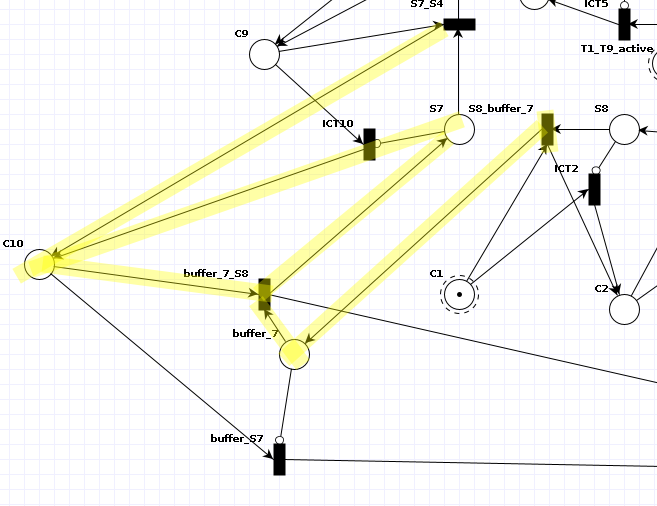 S7_S4
ICT5
C9
T1_T9_active
ICT10
S7
S8_buffer_7
S8
ICT2
C10
buffer_7_S8
C1
C2
buffer_7
buffer_S7